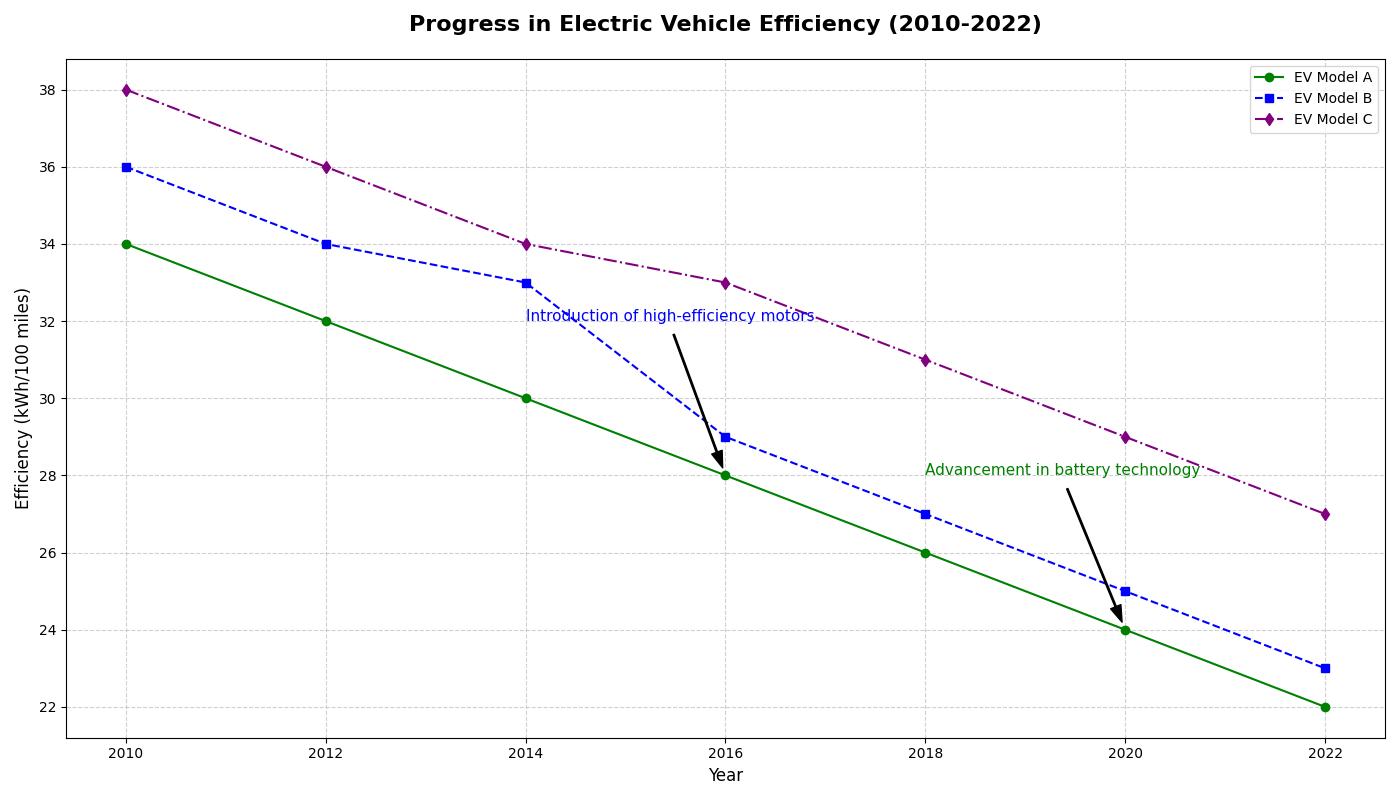 Progress in Electric Vehicle Efficiency (2010-2022)
EV Model A
EV Model B
EV Model C
Efficiency (kWh/100 miles)
38
36
34
32
30
28
26
24
22
Introduction of high-efficiency motors
Advancement in battery technology
2010
2012
2014
2016
2018
2020
2022
Year